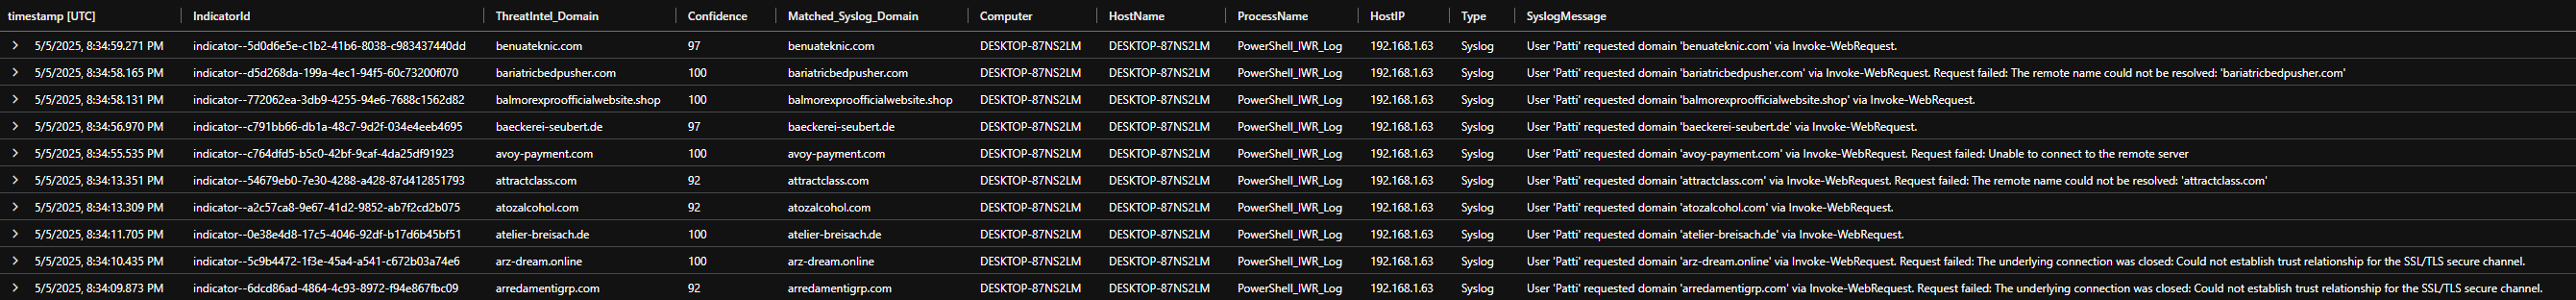 timestamp [UTC] IndicatorId ThreatIntel_Domain Confidence Matched_Syslog_Domain Computer HostName ProcessName HostIP Type SyslogMessage
5/5/2025, 8:34:59.271 PM indicator--5d0d6e5e-c1b2-41b6-8038-c983437440dd benuateknic.com 97 benuateknic.com DESKTOP-87NS2LM DESKTOP-87NS2LM PowerShell_IWR_Log 192.168.1.63 Syslog User 'Patti' requested domain 'benuateknic.com' via Invoke-WebRequest.
5/5/2025, 8:34:58.165 PM indicator--d5d268da-199a-4ec1-94f5-60c73200f070 bariatricbedpusher.com 100 bariatricbedpusher.com DESKTOP-87NS2LM DESKTOP-87NS2LM PowerShell_IWR_Log 192.168.1.63 Syslog User 'Patti' requested domain 'bariatricbedpusher.com' via Invoke-WebRequest. Request failed: The remote name could not be resolved: 'bariatricbedpusher.com'
5/5/2025, 8:34:58.131 PM indicator--772062ea-3db9-4255-94e6-7688c1562d82 balmorexproofficialwebsite.shop 100 balmorexproofficialwebsite.shop DESKTOP-87NS2LM DESKTOP-87NS2LM PowerShell_IWR_Log 192.168.1.63 Syslog User 'Patti' requested domain 'balmorexproofficialwebsite.shop' via Invoke-WebRequest.
5/5/2025, 8:34:56.970 PM indicator--c791bb66-db1a-48c7-9d2f-034e4eeb4695 baeckerei-seubert.de 97 baeckerei-seubert.de DESKTOP-87NS2LM DESKTOP-87NS2LM PowerShell_IWR_Log 192.168.1.63 Syslog User 'Patti' requested domain 'baeckerei-seubert.de' via Invoke-WebRequest.
5/5/2025, 8:34:55.535 PM indicator--c764dfd5-b5c0-42bf-9caf-4da25df91923 avoy-payment.com 100 avoy-payment.com DESKTOP-87NS2LM DESKTOP-87NS2LM PowerShell_IWR_Log 192.168.1.63 Syslog User 'Patti' requested domain 'avoy-payment.com' via Invoke-WebRequest. Request failed: Unable to connect to the remote server
5/5/2025, 8:34:13.351 PM indicator--54679eb0-7e30-4288-a428-87d412851793 attractclass.com 92 attractclass.com DESKTOP-87NS2LM DESKTOP-87NS2LM PowerShell_IWR_Log 192.168.1.63 Syslog User 'Patti' requested domain 'attractclass.com' via Invoke-WebRequest. Request failed: The remote name could not be resolved: 'attractclass.com'
5/5/2025, 8:34:13.309 PM indicator--a2c57ca8-9e67-41d2-9852-ab7f2cd2b075 atozalcohol.com 92 atozalcohol.com DESKTOP-87NS2LM DESKTOP-87NS2LM PowerShell_IWR_Log 192.168.1.63 Syslog User 'Patti' requested domain 'atozalcohol.com' via Invoke-WebRequest.
5/5/2025, 8:34:11.705 PM indicator--0e38e4d8-17c5-4046-92df-b17d6b45bf51 atelier-breisach.de 100 atelier-breisach.de DESKTOP-87NS2LM DESKTOP-87NS2LM PowerShell_IWR_Log 192.168.1.63 Syslog User 'Patti' requested domain 'atelier-breisach.de' via Invoke-WebRequest.
5/5/2025, 8:34:10.435 PM indicator--5c9b4472-1f3e-45a4-a541-c672b03a74e6 arz-dream.online 100 arz-dream.online DESKTOP-87NS2LM DESKTOP-87NS2LM PowerShell_IWR_Log 192.168.1.63 Syslog User 'Patti' requested domain 'arz-dream.online' via Invoke-WebRequest. Request failed: The underlying connection was closed: Could not establish trust relationship for the SSL/TLS secure channel.
5/5/2025, 8:34:09.873 PM indicator--6dcd86ad-4864-4c93-8972-f94e867fbc09 arredamentigrp.com 92 arredamentigrp.com DESKTOP-87NS2LM DESKTOP-87NS2LM PowerShell_IWR_Log 192.168.1.63 Syslog User 'Patti' requested domain 'arredamentigrp.com' via Invoke-WebRequest. Request failed: The underlying connection was closed: Could not establish trust relationship for the SSL/TLS secure channel.